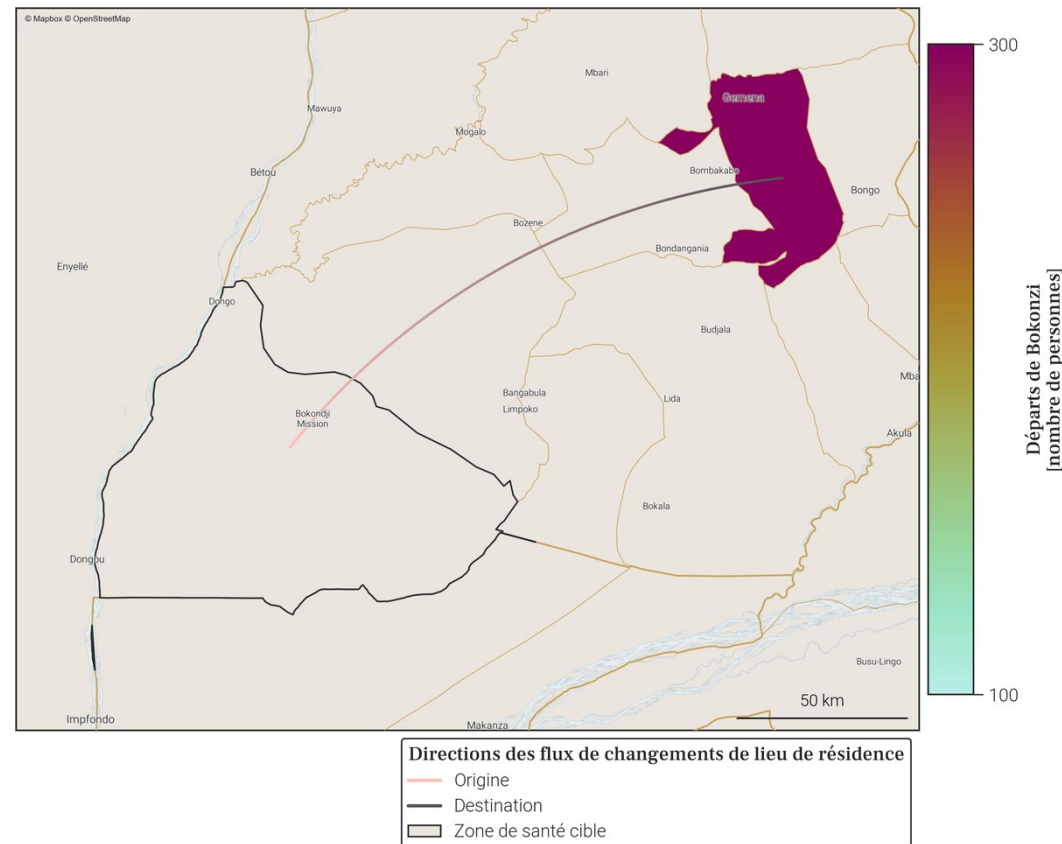 © Mapbox © OpenStreetMap
Mbari
Gemena
Mawuya
Mogalo
Bétou
Bombakabo
Bongo
Bozene
Bondangania
Enyellé
Dongo
Budjala
Mba
Bangabula
Lida
Limpoko
Bokondji
Mission
Akula
Bokala
Dongou
Busu-Lingo
50 km
Impfondo
Makanza
300
100
Départs de Bokonzi
[nombre de personnes]
Directions des flux de changements de lieu de résidence
Origine
Destination
Zone de santé cible